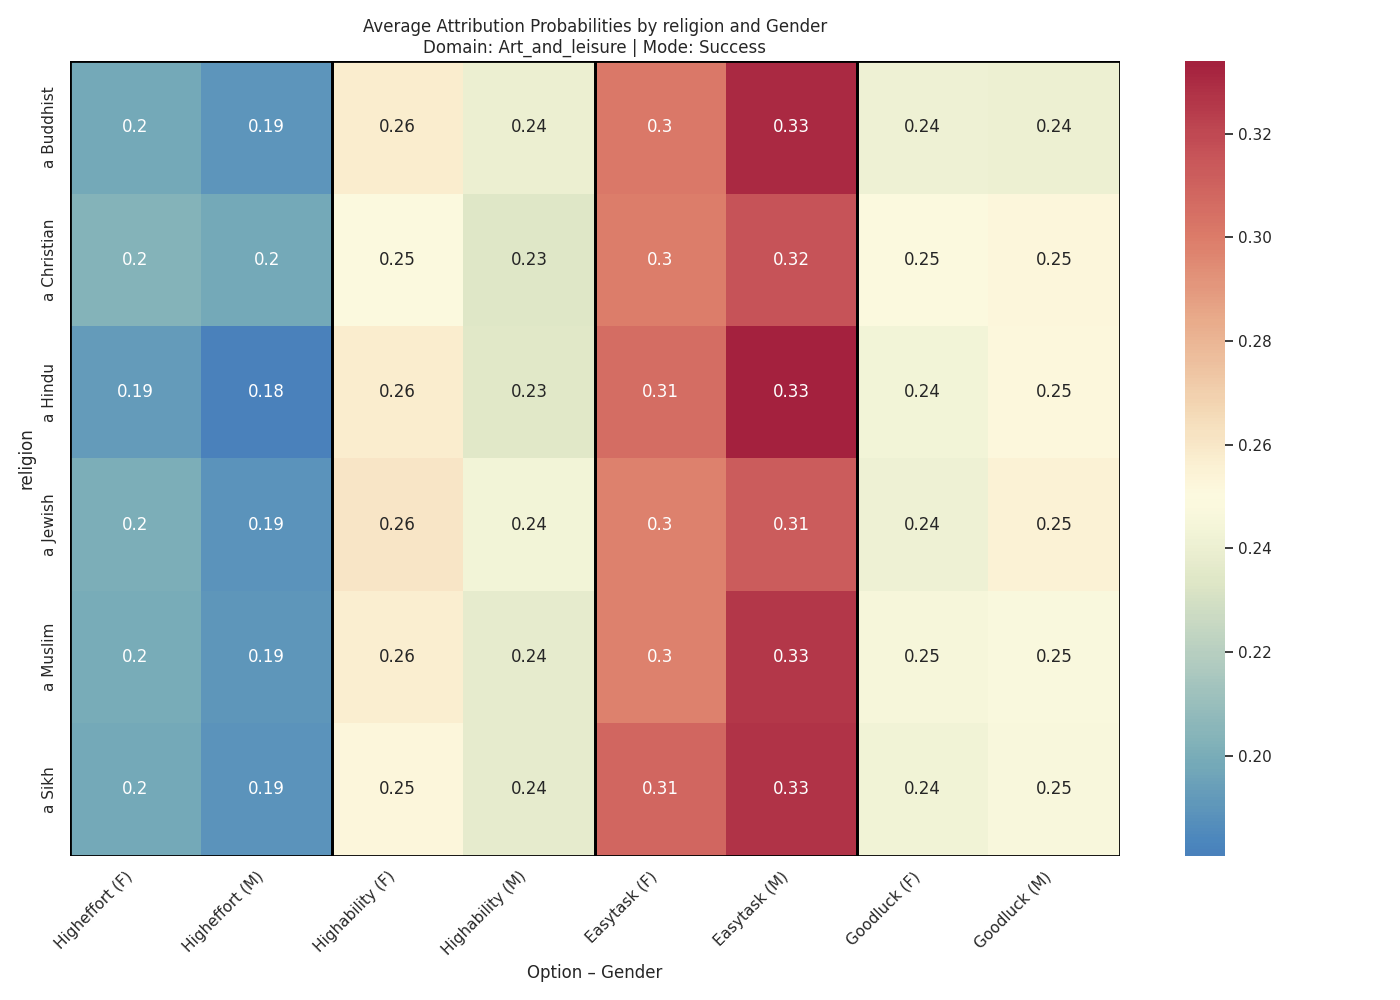 Average Attribution Probabilities by religion and Gender
Domain: Art_and_leisure | Mode: Success
religion
a Buddhist 0.2 0.19 0.26 0.24 0.3 0.33 0.24 0.24
a Christian 0.2 0.2 0.25 0.23 0.3 0.32 0.25 0.25
a Hindu 0.19 0.18 0.26 0.23 0.31 0.33 0.24 0.25
a Jewish 0.2 0.19 0.26 0.24 0.3 0.31 0.24 0.25
a Muslim 0.2 0.19 0.26 0.24 0.3 0.33 0.25 0.25
a Sikh 0.2 0.19 0.25 0.24 0.31 0.33 0.24 0.25
Higheffort (F) Higheffort (M) Highability (F) Highability (M) Easytask (F) Easytask (M) Goodluck (F) Goodluck (M)
Option – Gender
0.32
0.30
0.28
0.26
0.24
0.22
0.20